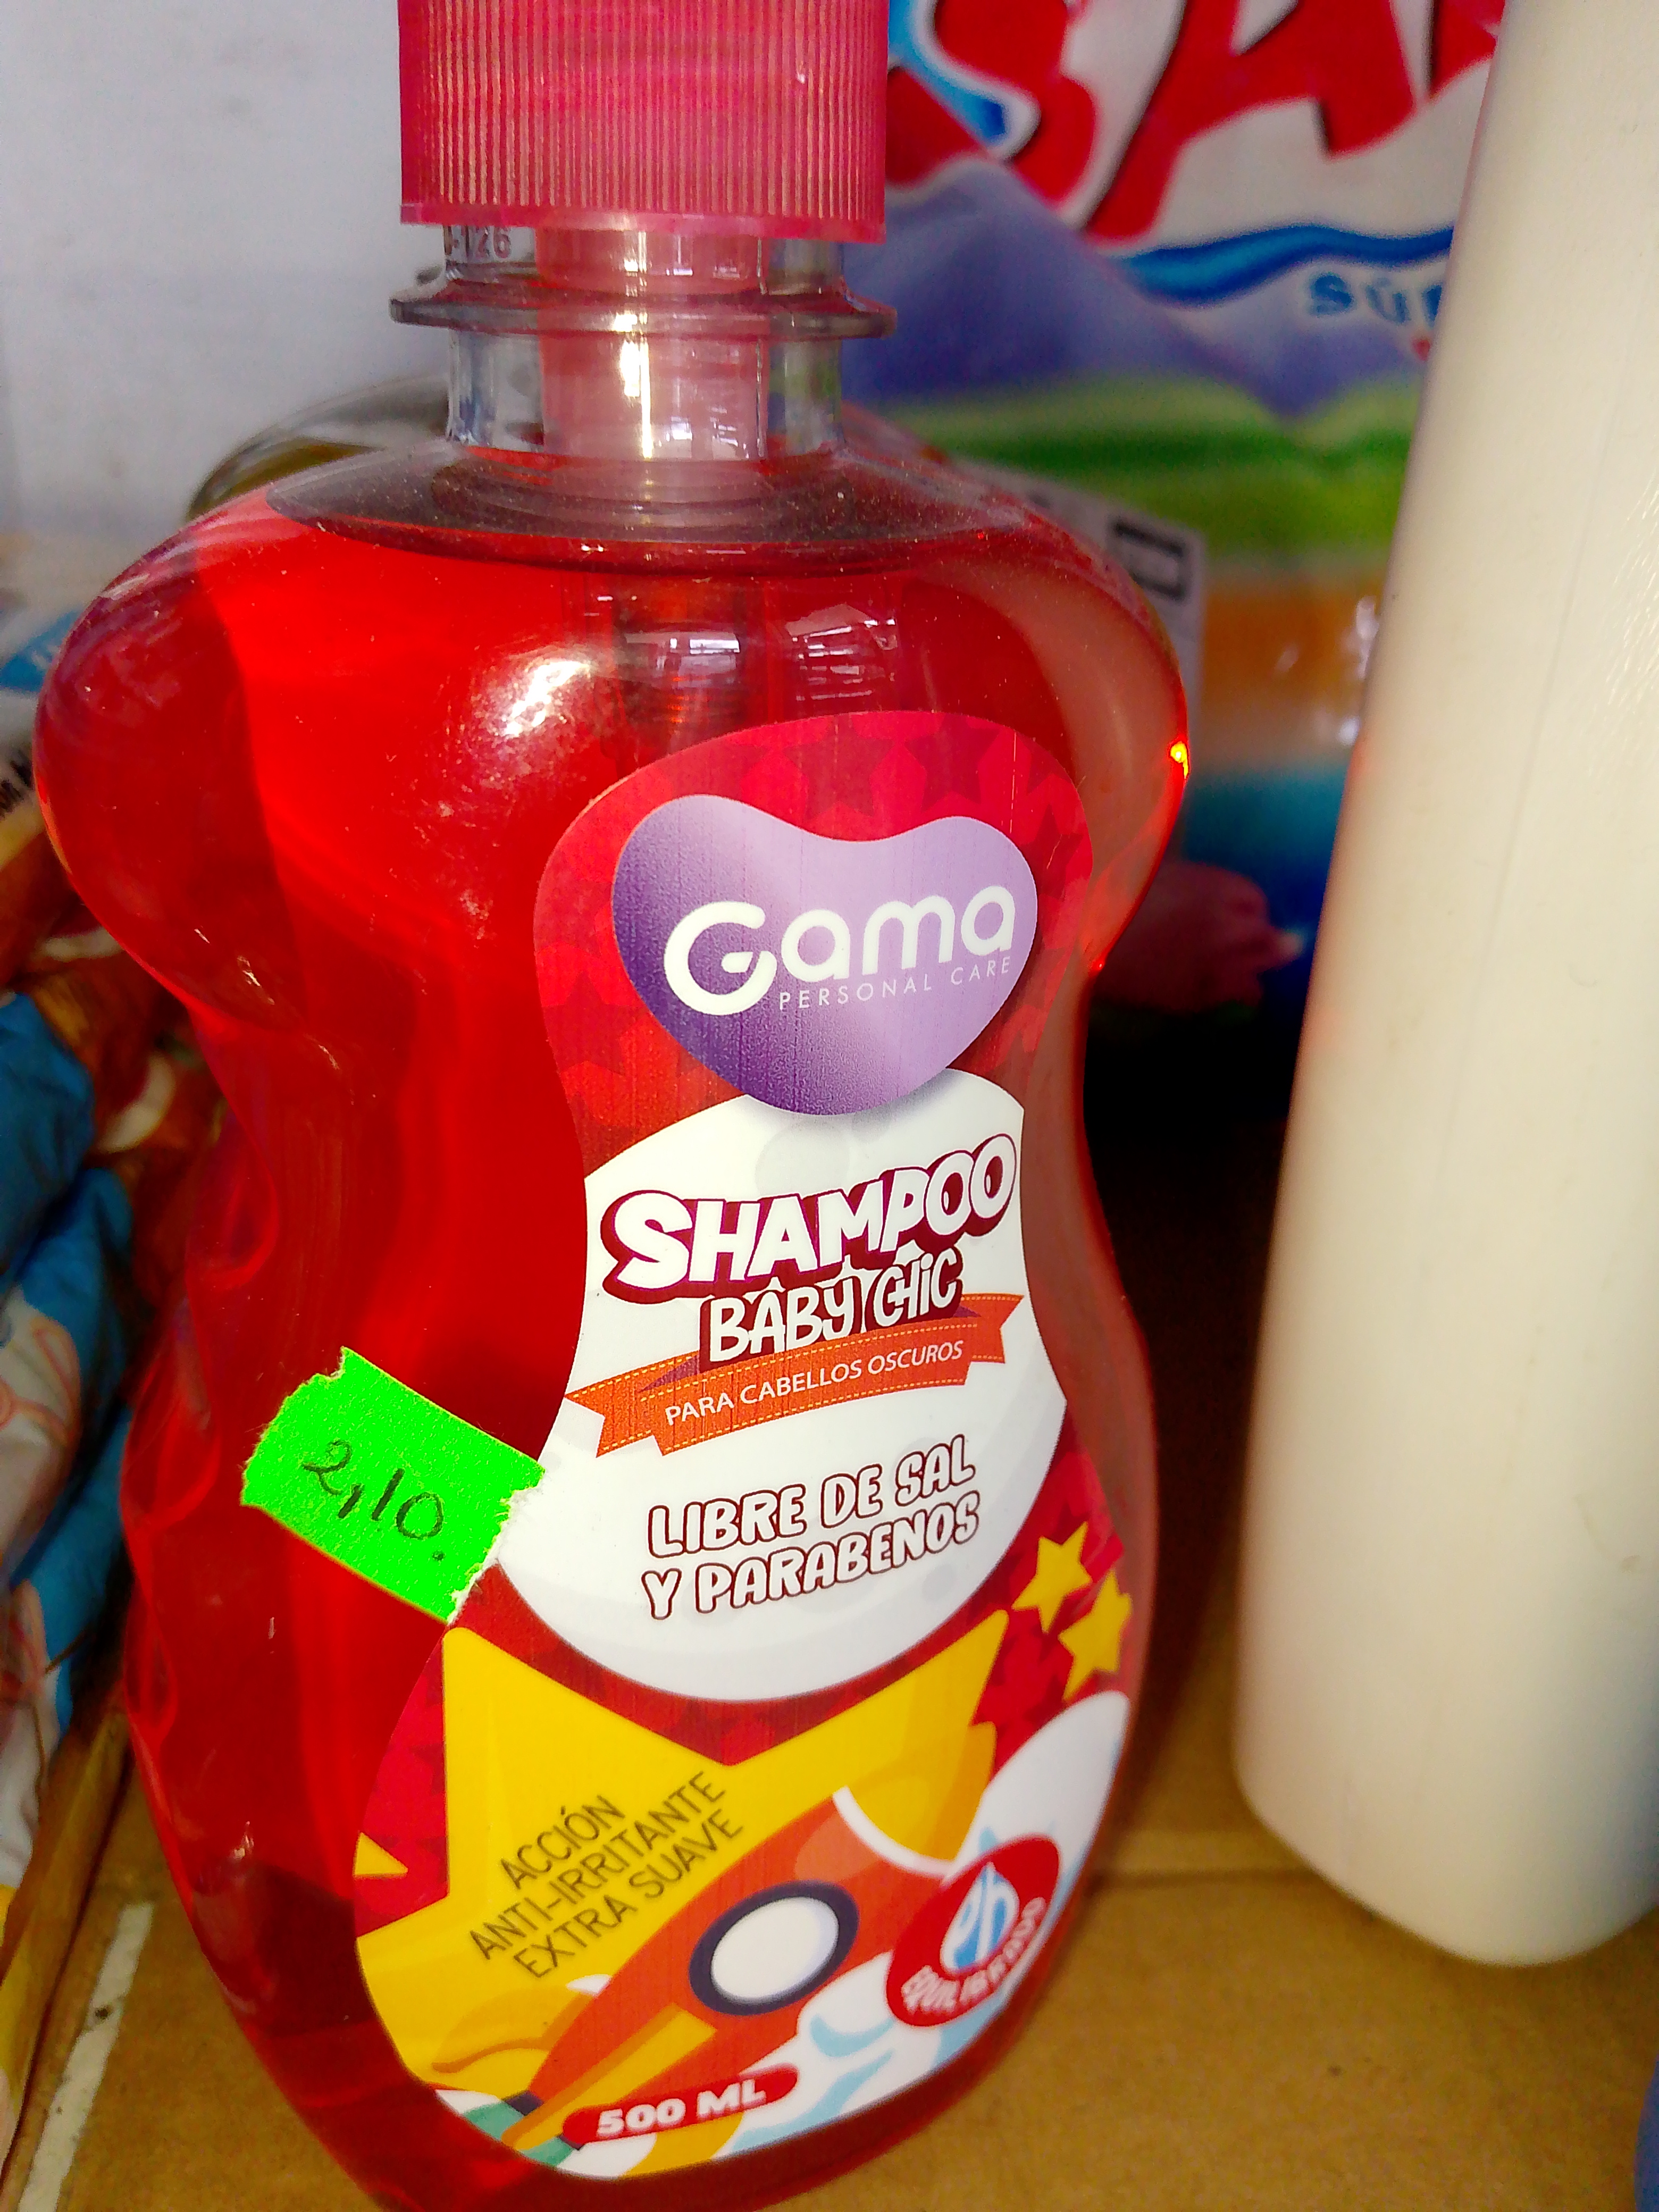 Gama
PERSONAL CARE
SHAMPOO
BABY CHIC
PARA CABELLOS OSCUROS
LIBRE DE SAL
Y PARABENOS
2,10.
ACCIÓN
ANTI-IRRITANTE
EXTRA SUAVE
ph
EQUILIBRADO
500 ML